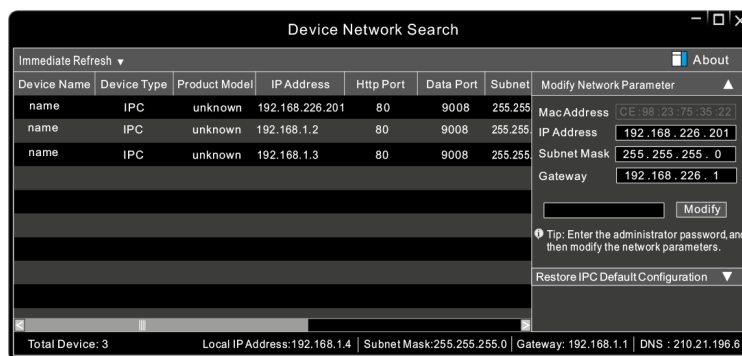 Device Network Search
Immediate Refresh
About
Device Name Device Type Product Model IP Address Http Port Data Port Subnet
name IPC unknown 192.168.226.201 80 9008 255.255
name IPC unknown 192.168.1.2 80 9008 255.255.
name IPC unknown 192.168.1.3 80 9008 255.255.
Modify Network Parameter
Mac Address CE:98:23:75:35:22
IP Address 192.168.226.201
Subnet Mask 255.255.255.0
Gateway 192.168.226.1
Modify
Tip: Enter the administrator password, and
then modify the network parameters.
Restore IPC Default Configuration
Total Device: 3 Local IP Address:192.168.1.4 Subnet Mask:255.255.255.0 Gateway: 192.168.1.1 DNS : 210.21.196.6